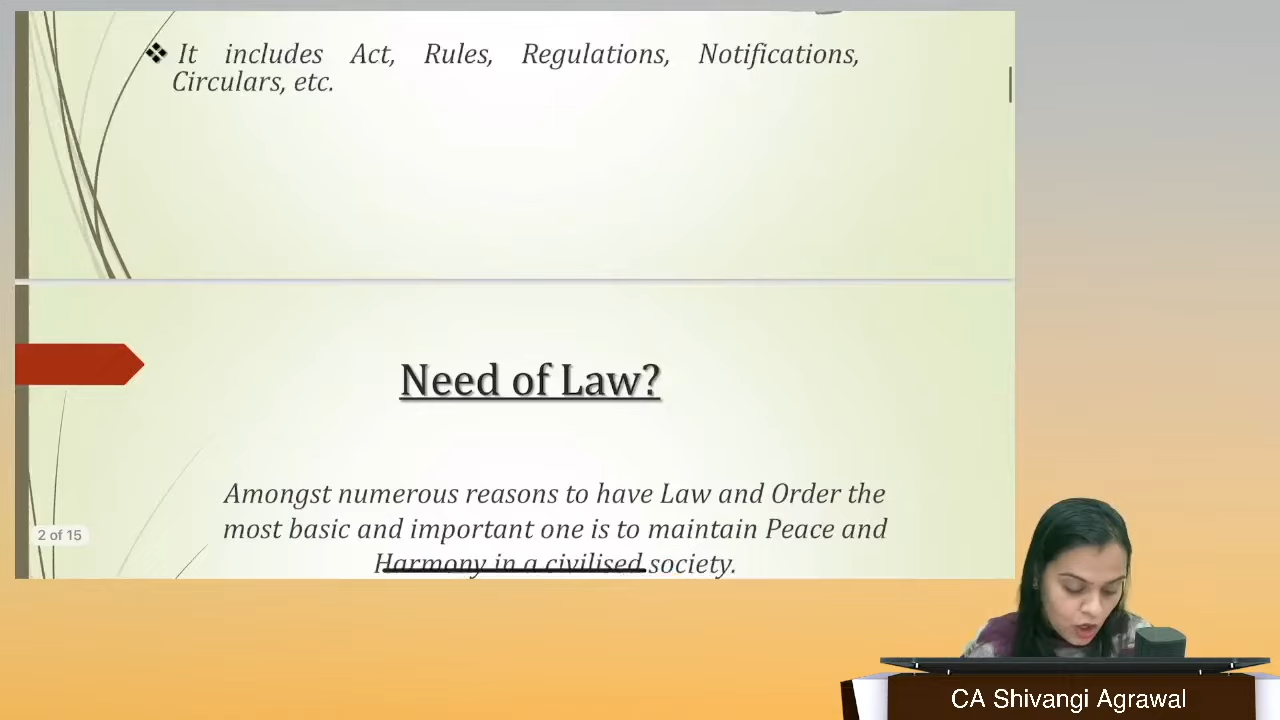 ❖ It includes Act, Rules, Regulations, Notifications,
Circulars, etc.
Need of Law?
Amongst numerous reasons to have Law and Order the
most basic and important one is to maintain Peace and
Harmony in a civilised society.
2 of 15
CA Shivangi Agrawal